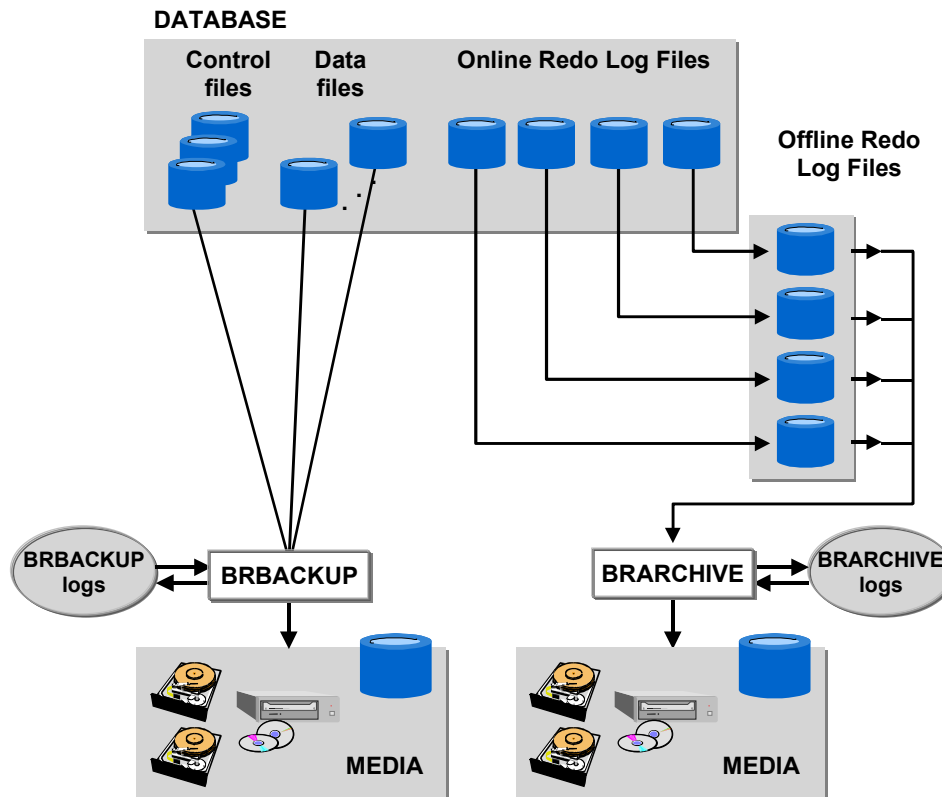 DATABASE
Control
files
Data
files
Online Redo Log Files
Offline Redo
Log Files
BRBACKUP
logs
BRBACKUP
BRARCHIVE
BRARCHIVE
logs
MEDIA
MEDIA